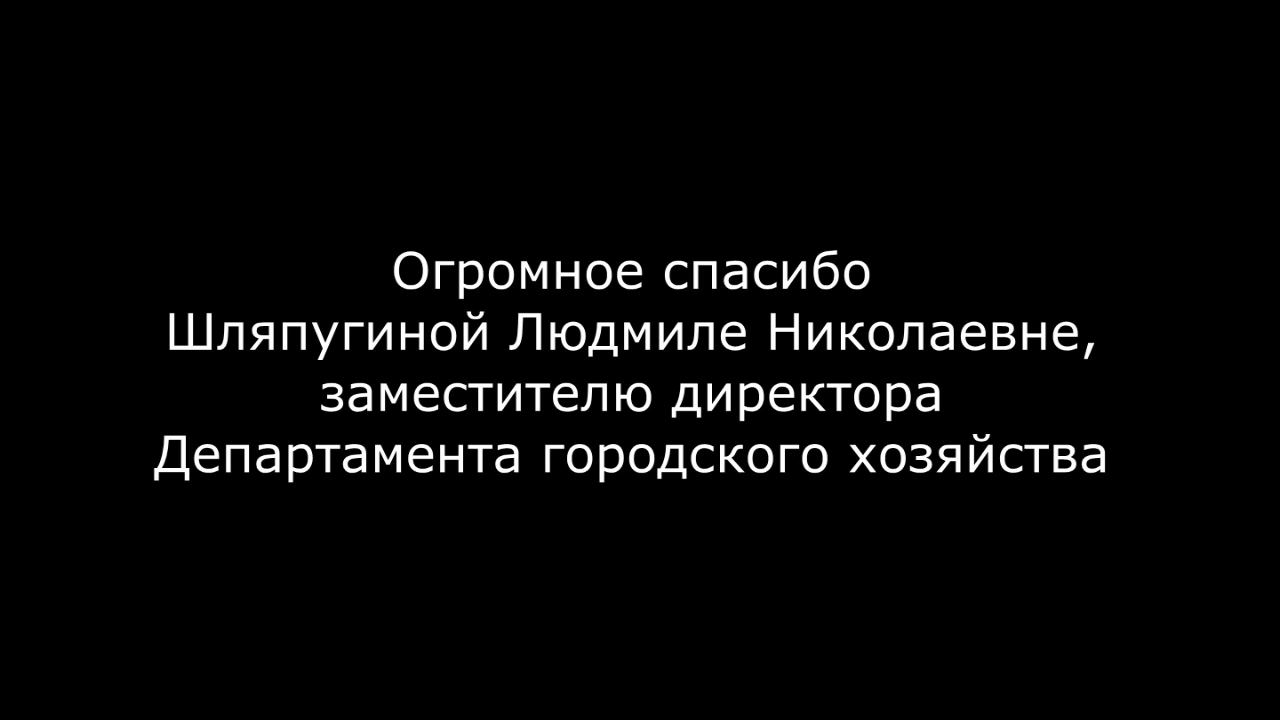 Огромное спасибо
Шляпугиной Людмиле Николаевне,
заместителю директора
Департамента городского хозяйства